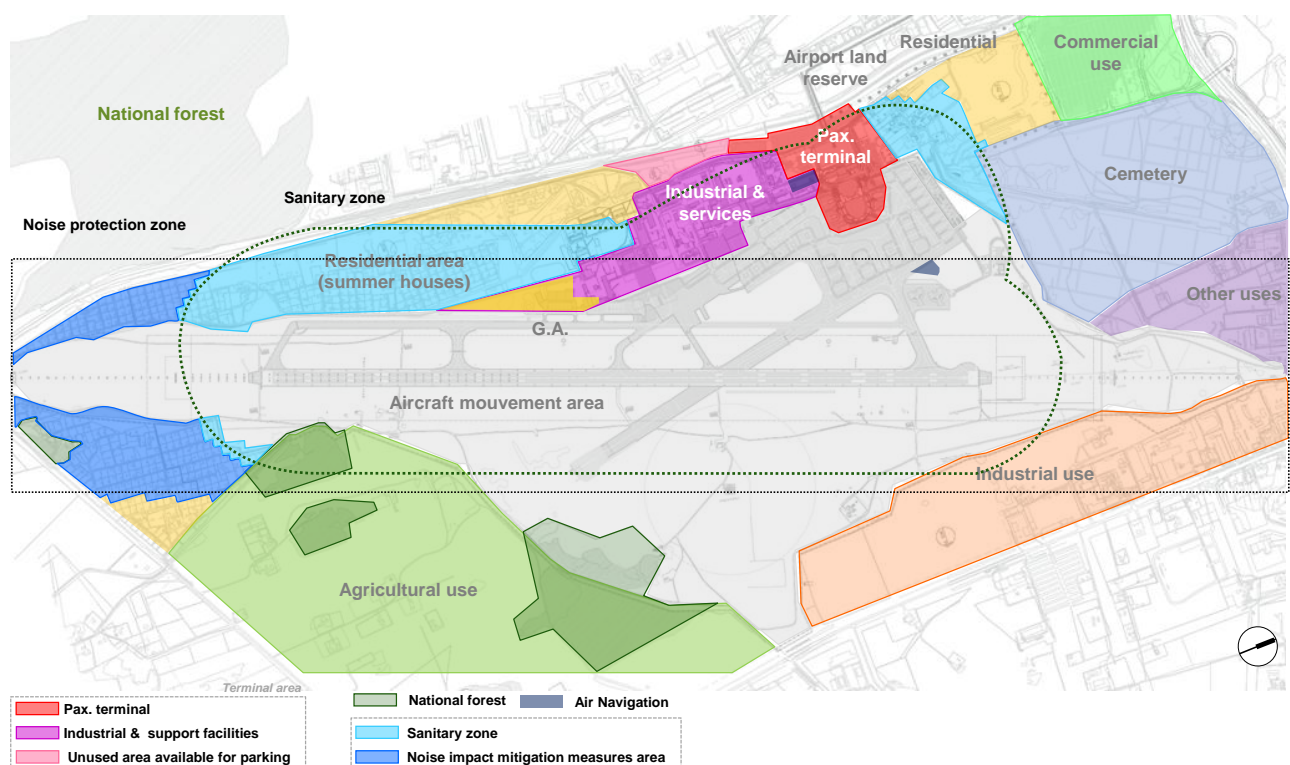 Residential
Commercial
use
Airport land
reserve
National forest
Pax.
terminal
Cemetery
Sanitary zone
Industrial &
services
Noise protection zone
Residential area
(summer houses)
Other uses
G.A.
Aircraft mouvement area
Industrial use
Agricultural use
Terminal area
Pax. terminal
Industrial & support facilities
Unused area available for parking
National forest
Air Navigation
Sanitary zone
Noise impact mitigation measures area